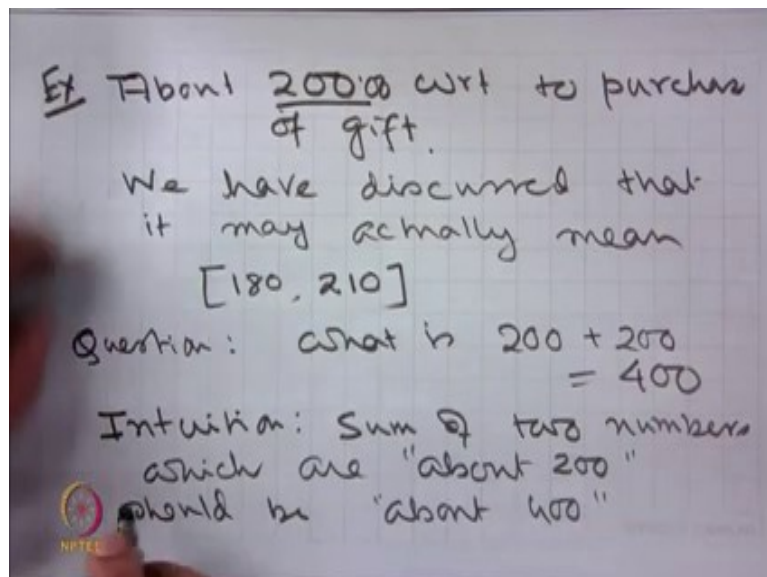 Ex About 200.00 wrt to purchas
of gift.
We have discussed that
it may actually mean
[180, 210]
Question: What is 200 + 200
= 400
Intuition: Sum of two numbers
which are "about 200"
should be "about 400"
NPTEL